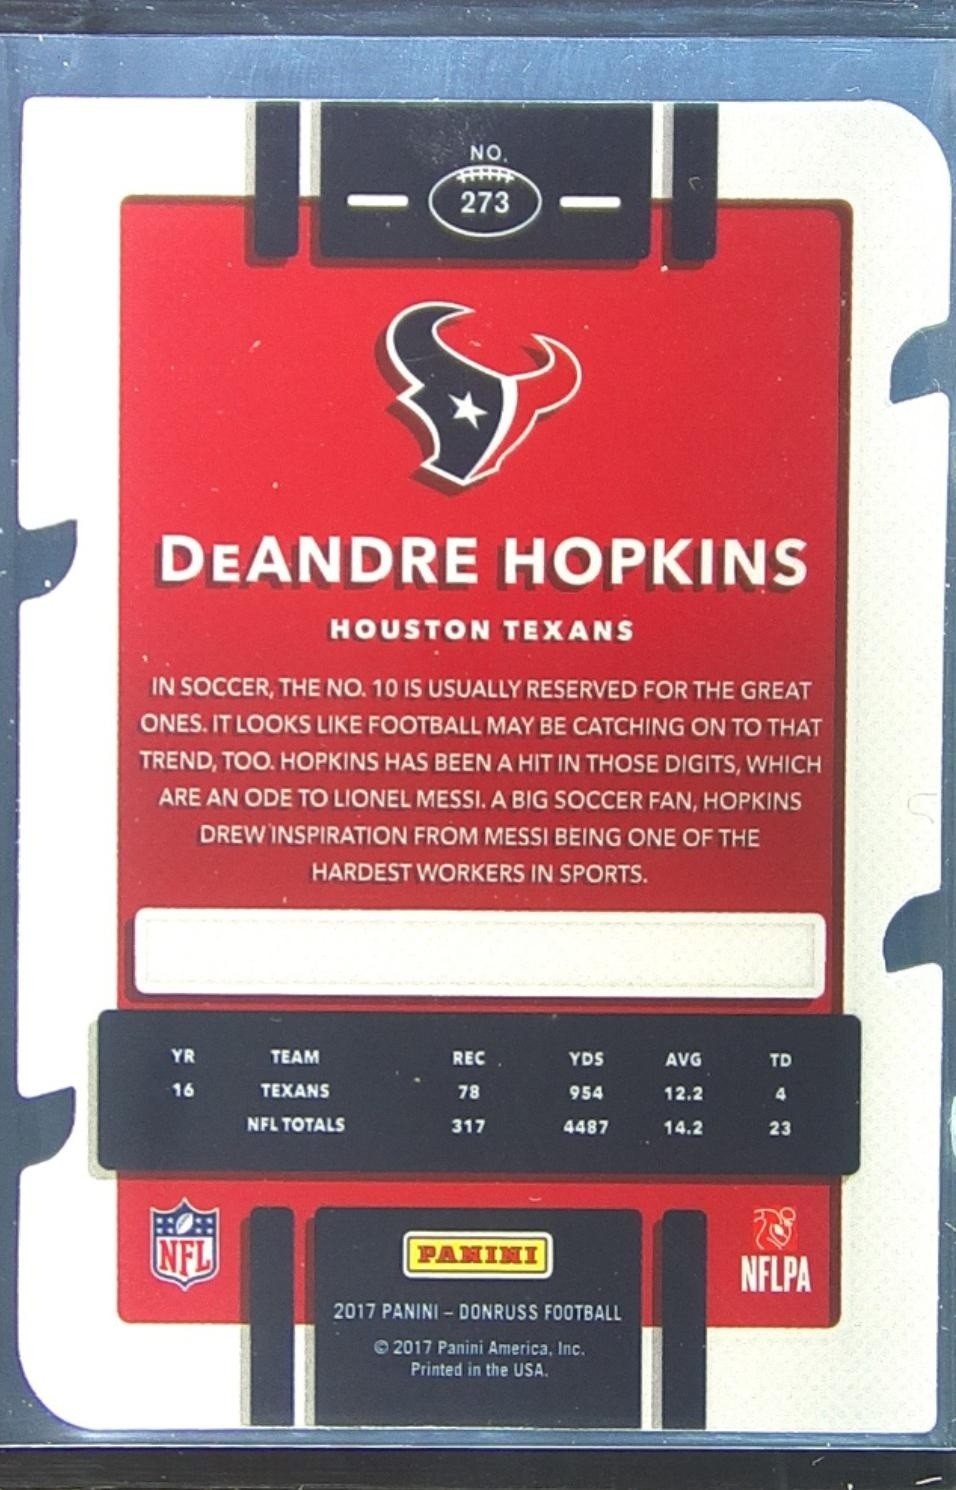 NO.
273
DeANDRE HOPKINS
HOUSTON TEXANS
IN SOCCER, THE NO. 10 IS USUALLY RESERVED FOR THE GREAT
ONES. IT LOOKS LIKE FOOTBALL MAY BE CATCHING ON TO THAT
TREND, TOO. HOPKINS HAS BEEN A HIT IN THOSE DIGITS, WHICH
ARE AN ODE TO LIONEL MESSI. A BIG SOCCER FAN, HOPKINS
DREW INSPIRATION FROM MESSI BEING ONE OF THE
HARDEST WORKERS IN SPORTS.
YR TEAM REC YDS AVG TD
16 TEXANS 78 954 12.2 4
NFL TOTALS 317 4487 14.2 23
NFL PANINI NFLPA
2017 PANINI – DONRUSS FOOTBALL
© 2017 Panini America, Inc.
Printed in the USA.